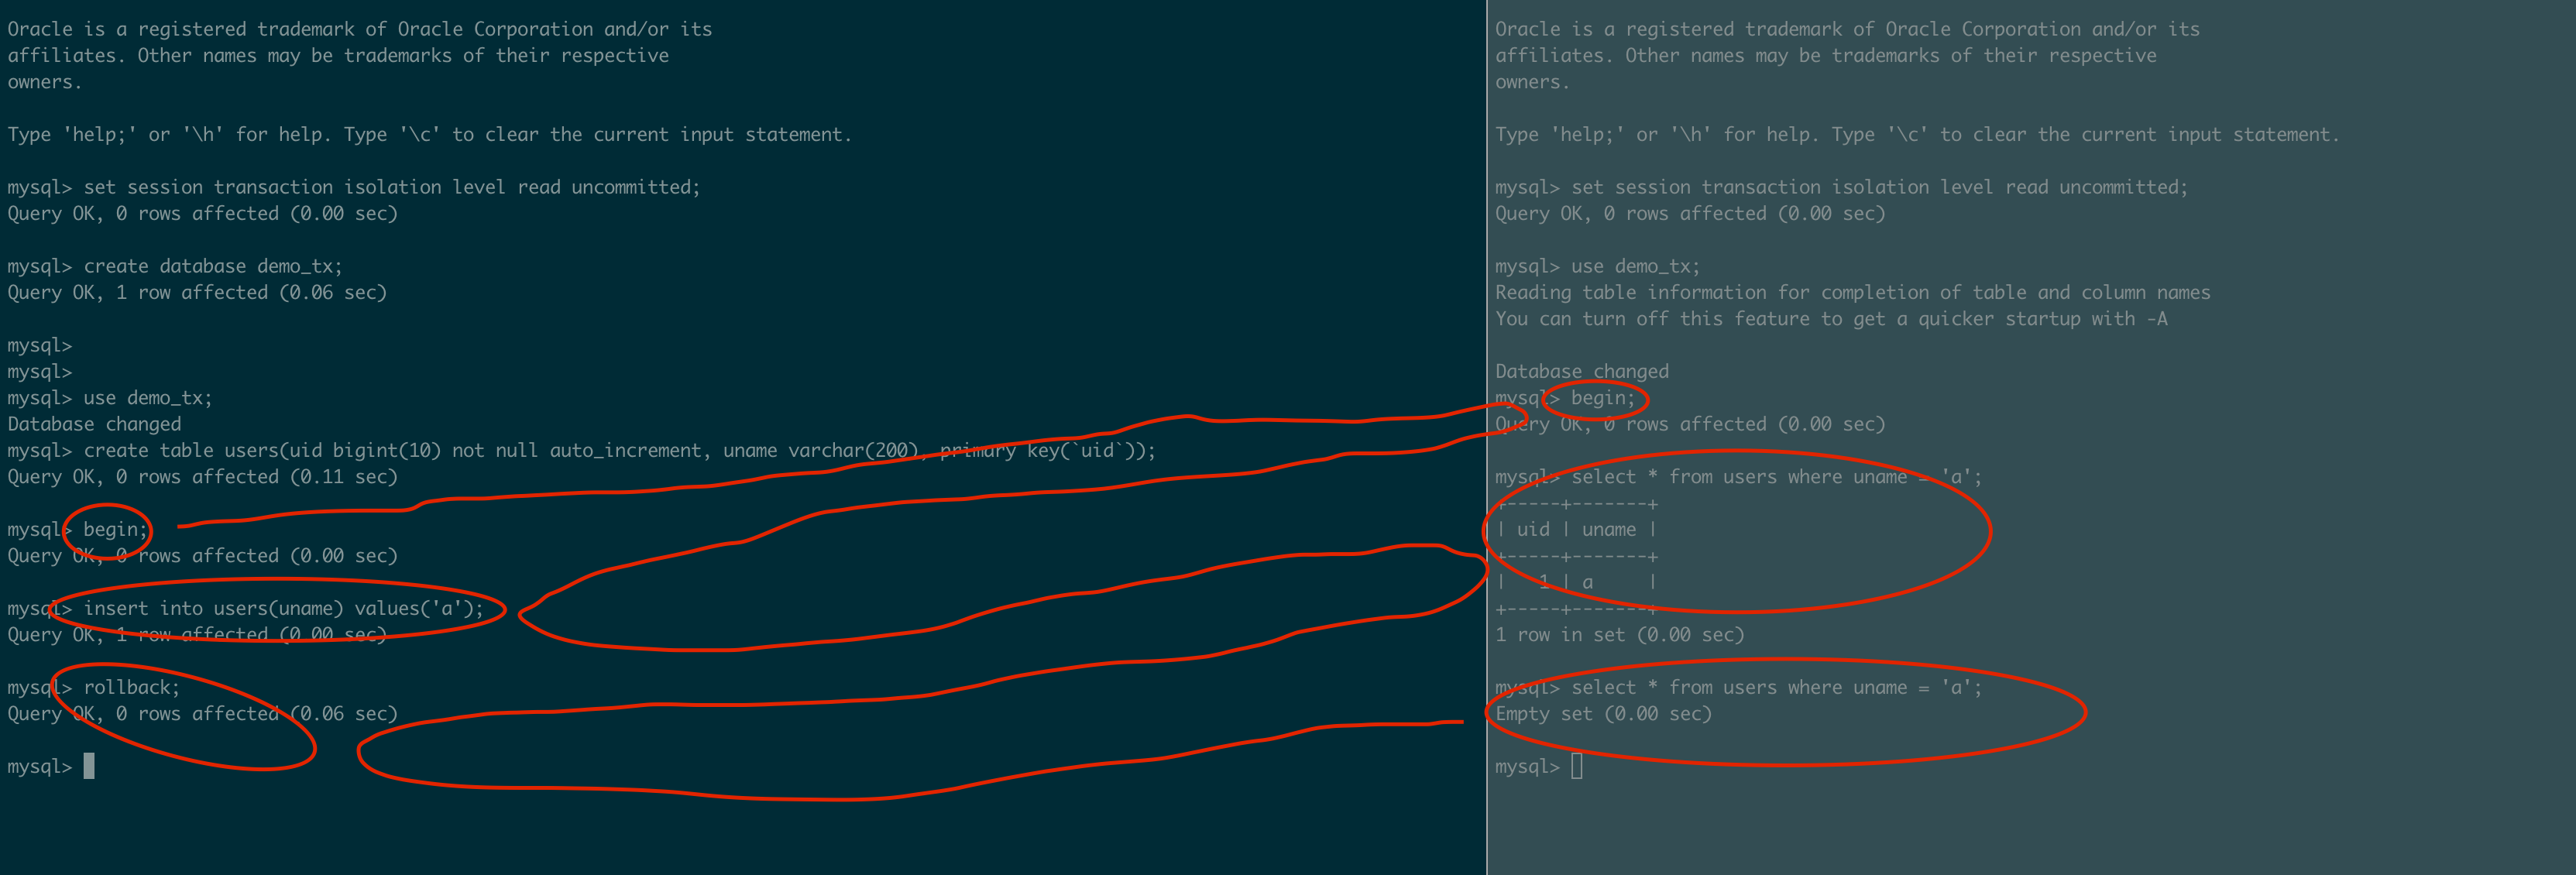 Oracle is a registered trademark of Oracle Corporation and/or its
affiliates. Other names may be trademarks of their respective
owners.
Type 'help;' or '\h' for help. Type '\c' to clear the current input statement.
mysql> set session transaction isolation level read uncommitted;
Query OK, 0 rows affected (0.00 sec)
mysql> create database demo_tx;
Query OK, 1 row affected (0.06 sec)
mysql>
mysql>
mysql> use demo_tx;
Database changed
mysql> create table users(uid bigint(10) not null auto_increment, uname varchar(200), primary key(`uid`));
Query OK, 0 rows affected (0.11 sec)
mysql> begin;
Query OK, 0 rows affected (0.00 sec)
mysql> insert into users(uname) values('a');
Query OK, 1 row affected (0.00 sec)
mysql> rollback;
Query OK, 0 rows affected (0.06 sec)
mysql>
Oracle is a registered trademark of Oracle Corporation and/or its
affiliates. Other names may be trademarks of their respective
owners.
Type 'help;' or '\h' for help. Type '\c' to clear the current input statement.
mysql> set session transaction isolation level read uncommitted;
Query OK, 0 rows affected (0.00 sec)
mysql> use demo_tx;
Reading table information for completion of table and column names
You can turn off this feature to get a quicker startup with -A
Database changed
mysql> begin;
Query OK, 0 rows affected (0.00 sec)
mysql> select * from users where uname = 'a';
+-----+-------+
| uid | uname |
+-----+-------+
|   1 | a     |
+-----+-------+
1 row in set (0.00 sec)
mysql> select * from users where uname = 'a';
Empty set (0.00 sec)
mysql>